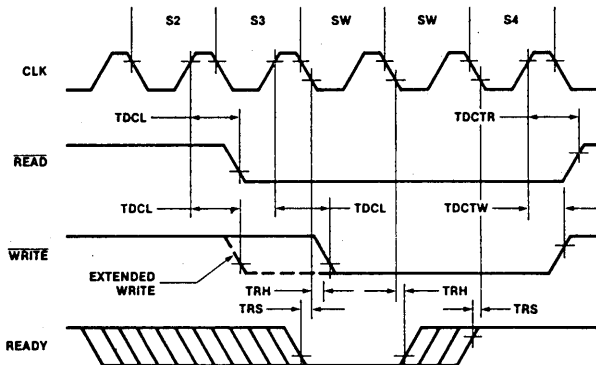 S2 S3 SW SW S4
CLK
TDCL TDCTR
READ
TDCL TDCL TDCTW
WRITE
EXTENDED
WRITE
TRH TRH
TRS TRS
READY